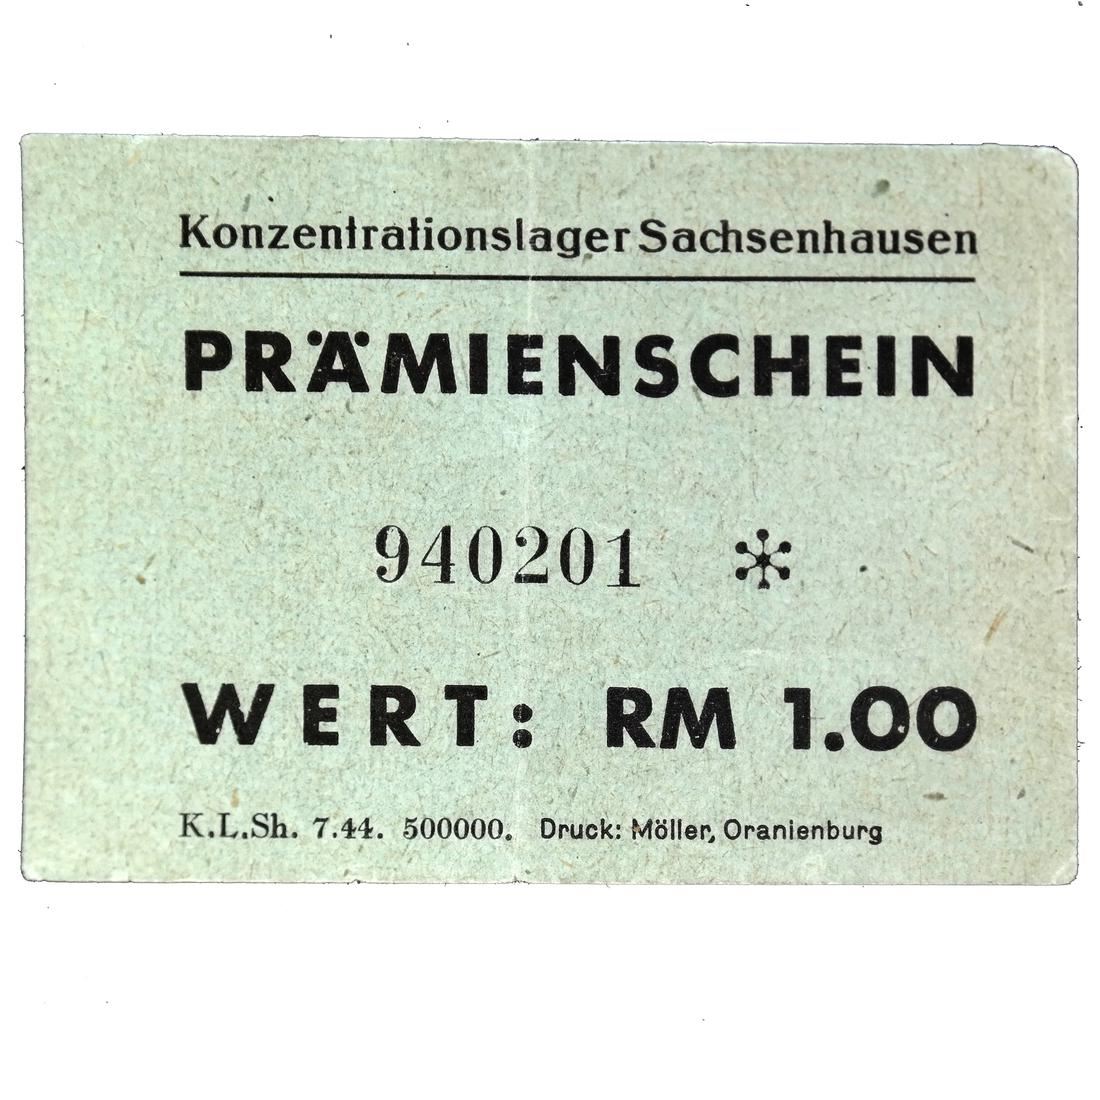 Konzentrationslager Sachsenhausen
PRÄMIENSCHEIN
940201 *
WERT: RM 1.00
K.L.Sh. 7.44. 500000. Druck: Möller, Oranienburg